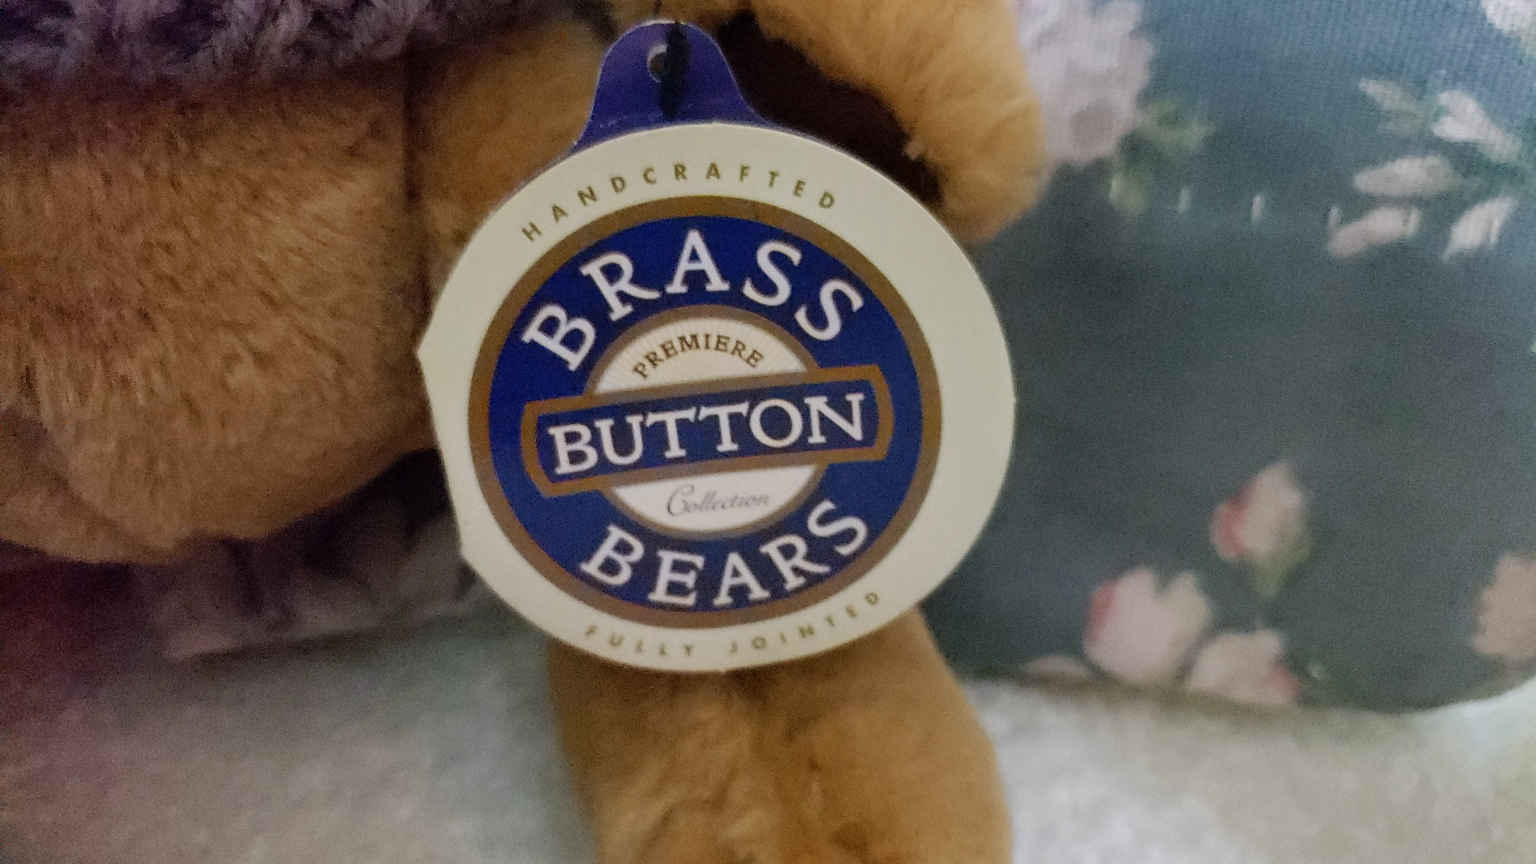 HANDCRAFTED
BRASS
PREMIERE
BUTTON
Collection
BEARS
FULLY JOINTED